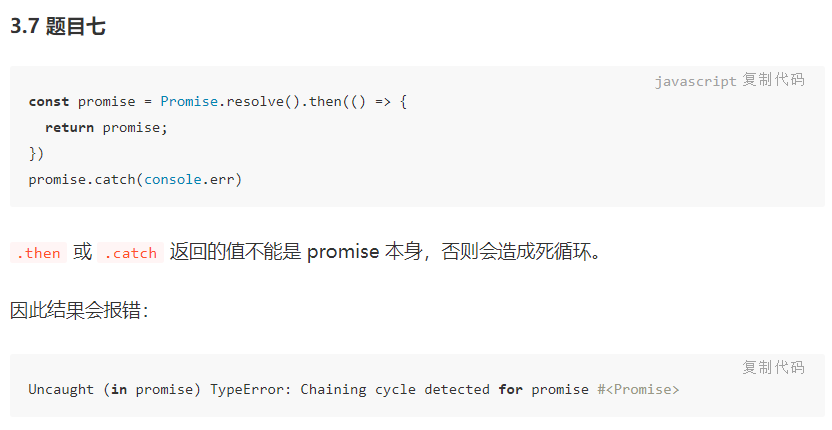 3.7 题目七
javascript 复制代码
const promise = Promise.resolve().then(() => {
  return promise;
})
promise.catch(console.err)
.then 或 .catch 返回的值不能是 promise 本身，否则会造成死循环。
因此结果会报错：
复制代码
Uncaught (in promise) TypeError: Chaining cycle detected for promise #<Promise>